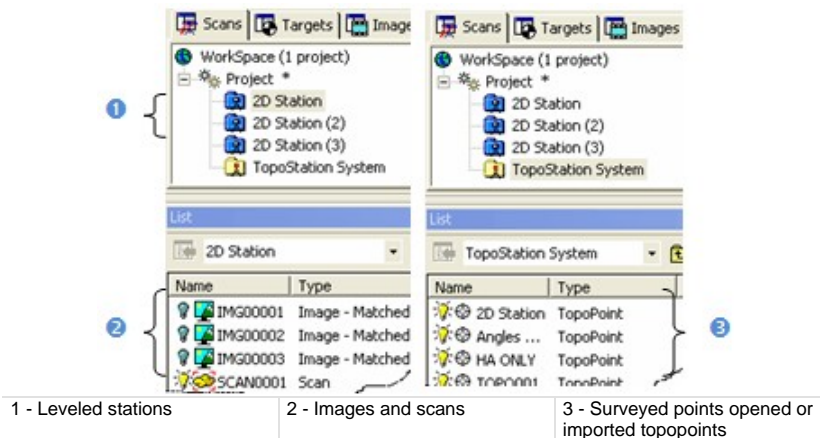 Scans Targets Image
WorkSpace (1 project)
Project *
2D Station
2D Station (2)
2D Station (3)
TopoStation System
List
2D Station
Name Type
IMG00001 Image - Matched
IMG00002 Image - Matched
IMG00003 Image - Matched
SCAN0001 Scan
Scans Targets Images
WorkSpace (1 project)
Project *
2D Station
2D Station (2)
2D Station (3)
TopoStation System
List
TopoStation System
Name Type
2D Station TopoPoint
Angles ... TopoPoint
HA ONLY TopoPoint
TOPO001 TopoPoint
1
2
3
1 - Leveled stations
2 - Images and scans
3 - Surveyed points opened or
imported topopoints